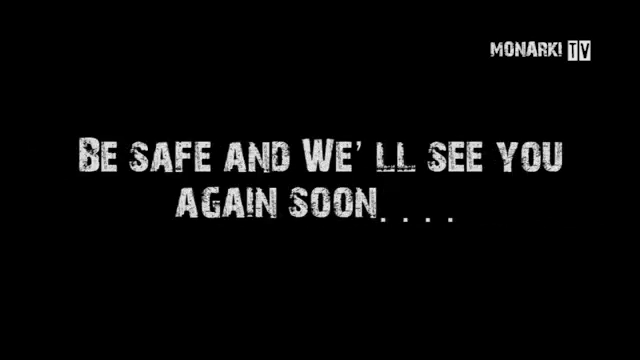 MONARKI TV
BE SAFE AND WE' LL SEE YOU
AGAIN SOON. . . .